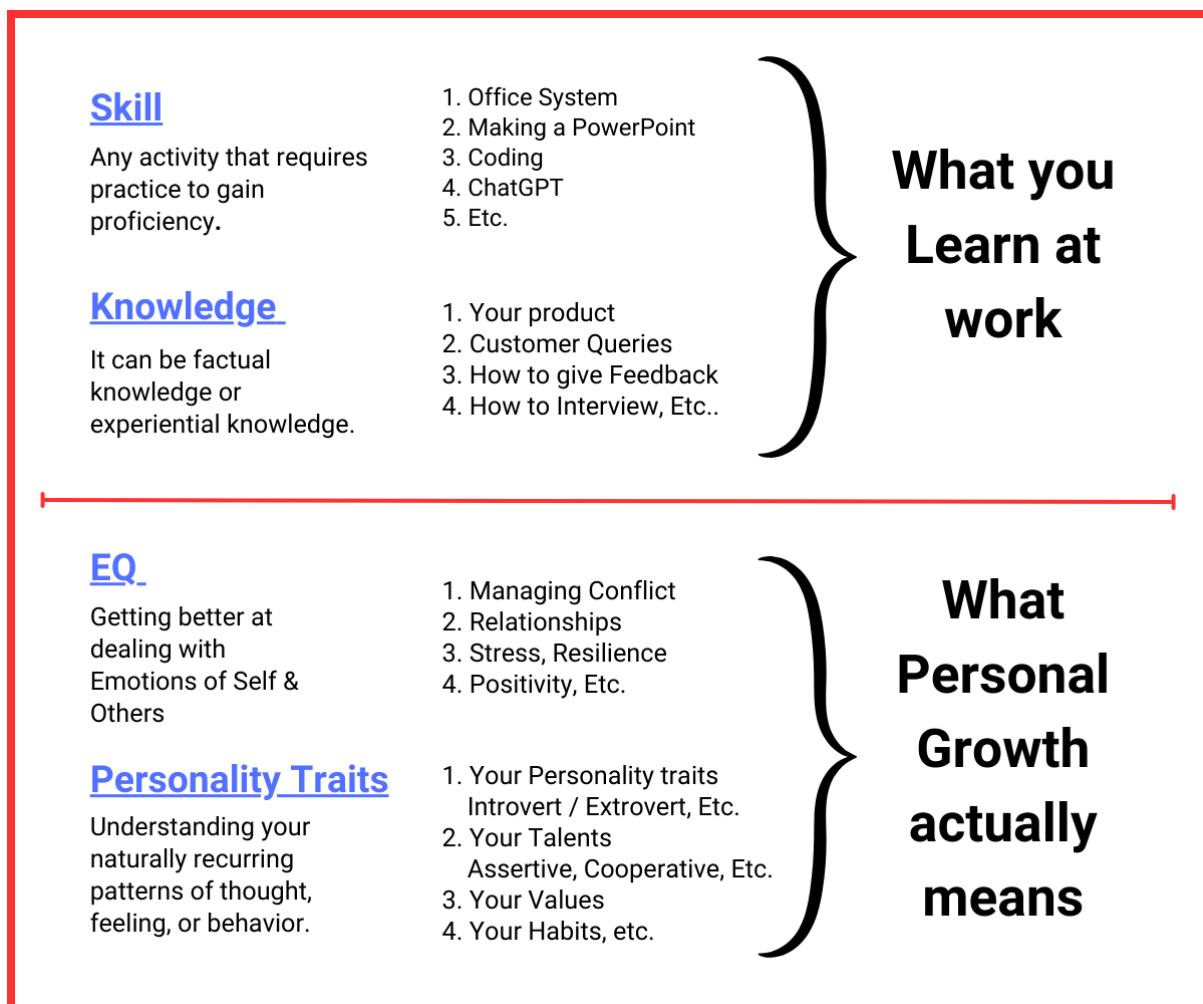 Skill
Any activity that requires
practice to gain
proficiency.
1. Office System
2. Making a PowerPoint
3. Coding
4. ChatGPT
5. Etc.
Knowledge
It can be factual
knowledge or
experiential knowledge.
1. Your product
2. Customer Queries
3. How to give Feedback
4. How to Interview, Etc..
What you
Learn at
work
EQ
Getting better at
dealing with
Emotions of Self &
Others
1. Managing Conflict
2. Relationships
3. Stress, Resilience
4. Positivity, Etc.
Personality Traits
Understanding your
naturally recurring
patterns of thought,
feeling, or behavior.
1. Your Personality traits
Introvert / Extrovert, Etc.
2. Your Talents
Assertive, Cooperative, Etc.
3. Your Values
4. Your Habits, etc.
What
Personal
Growth
actually
means